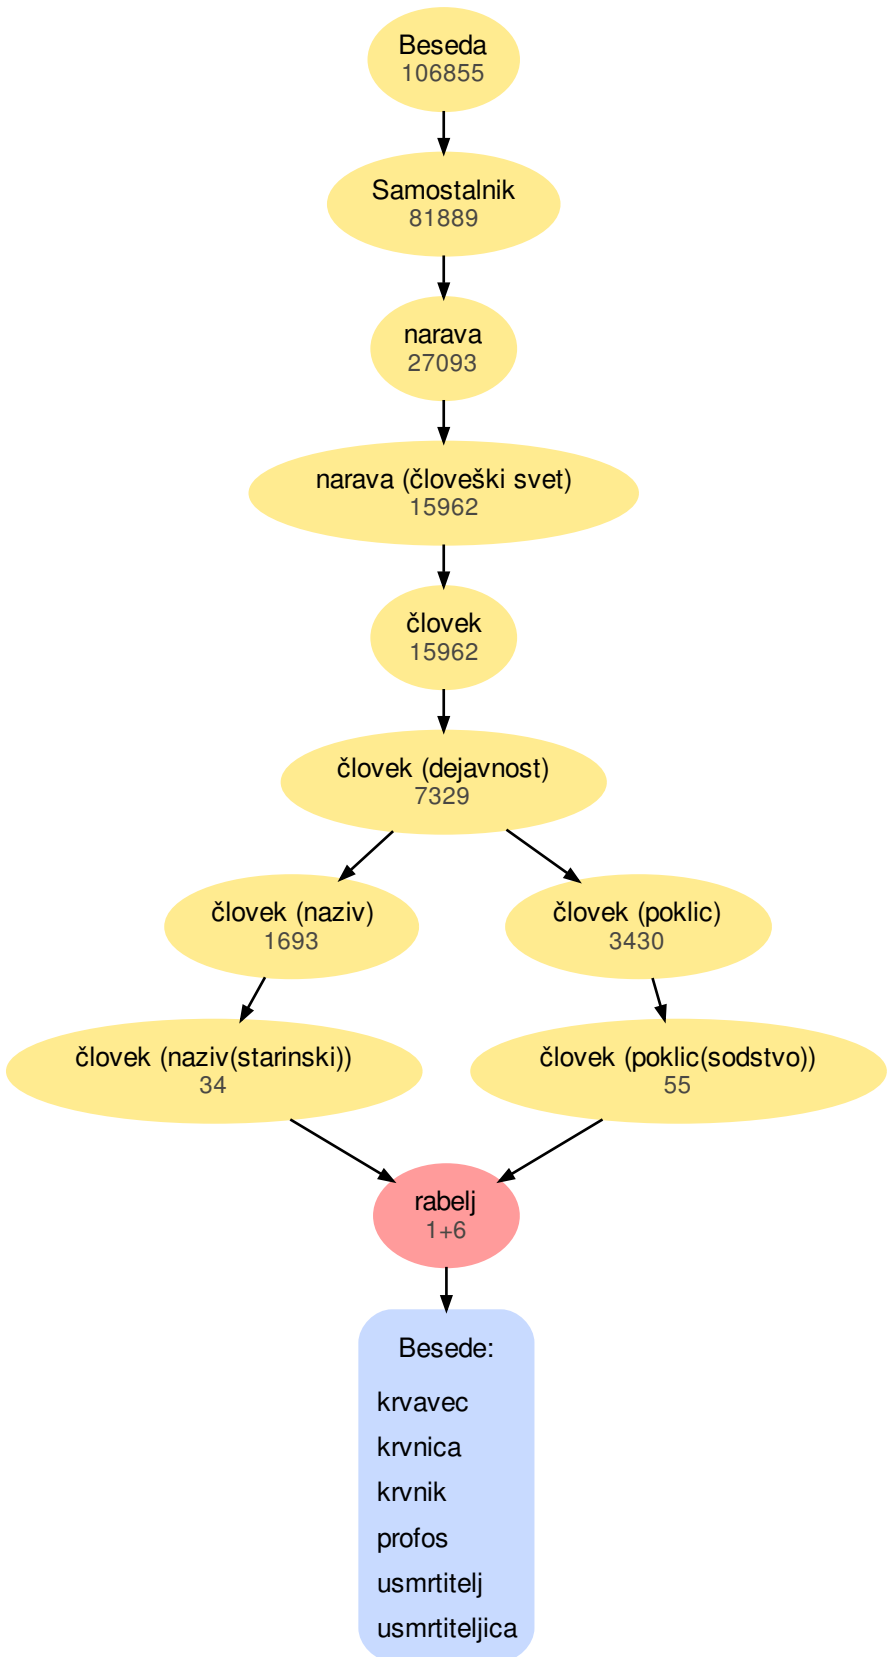 Beseda
106855
Samostalnik
81889
narava
27093
narava (človeški svet)
15962
človek
15962
človek (dejavnost)
7329
človek (naziv)
1693
človek (poklic)
3430
človek (naziv(starinski))
34
človek (poklic(sodstvo))
55
rabelj
1+6
Besede:
krvavec
krvnica
krvnik
profos
usmrtitelj
usmrtiteljica